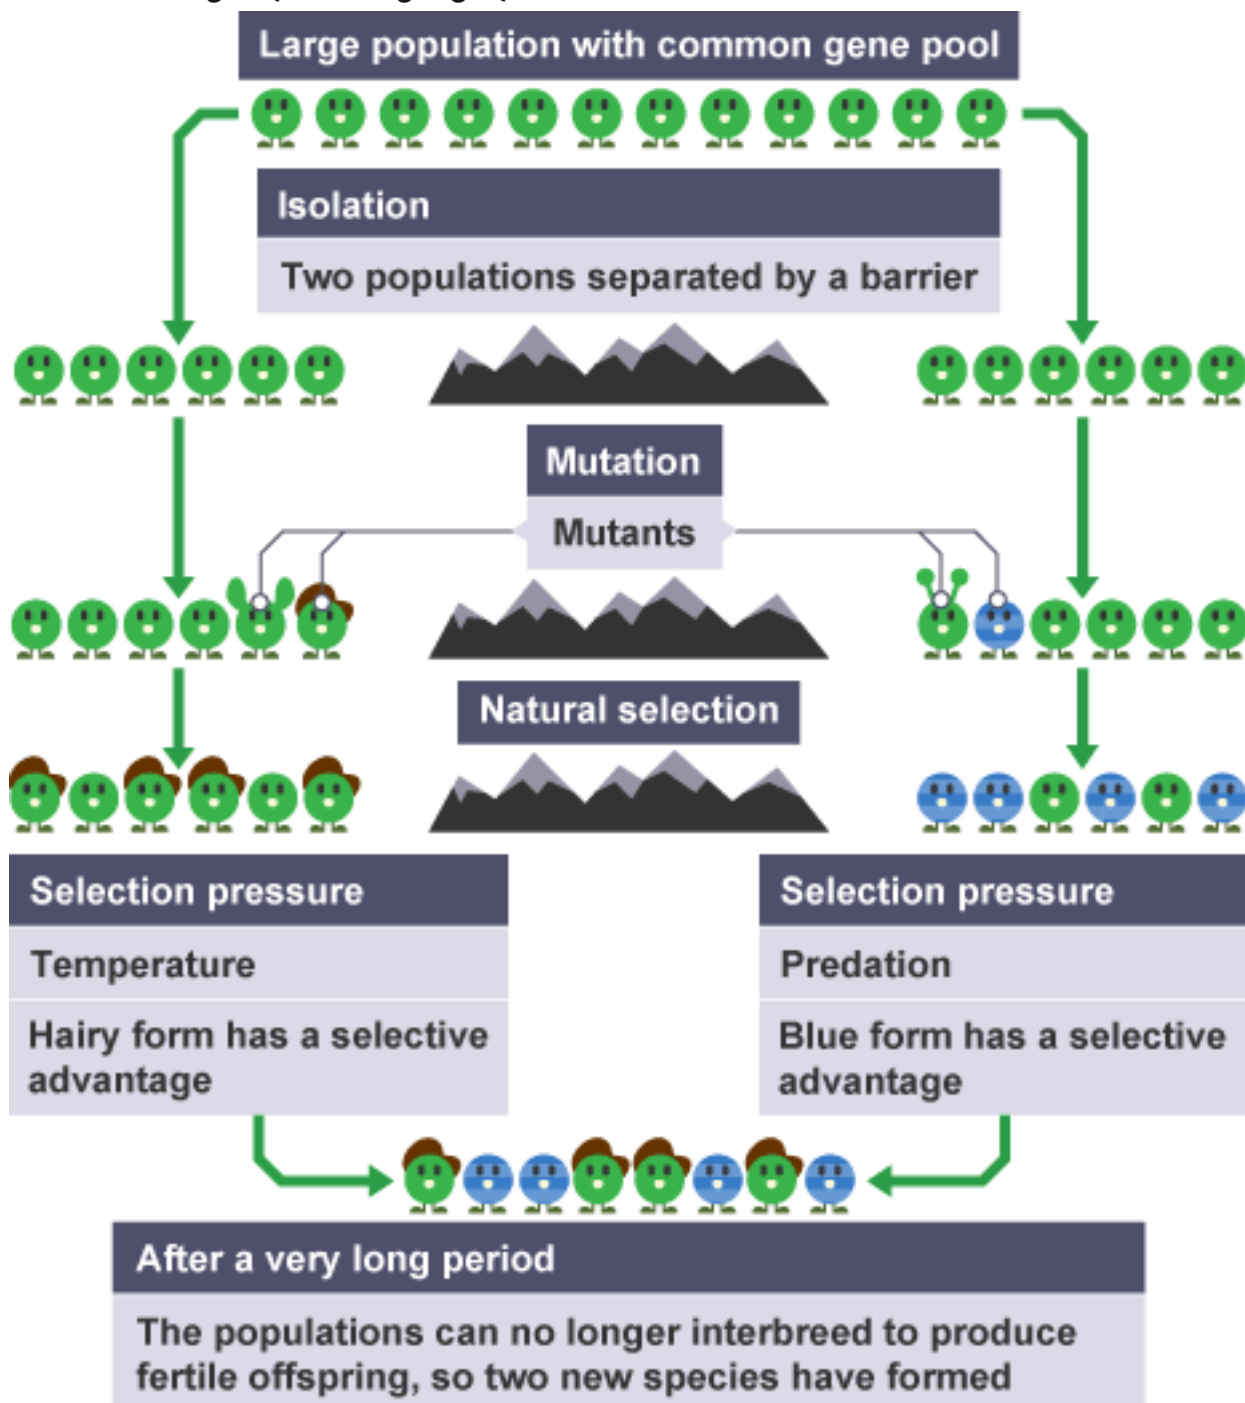 Large population with common gene pool
Isolation
Two populations separated by a barrier
Mutation
Mutants
Natural selection
Selection pressure
Temperature
Hairy form has a selective
advantage
Selection pressure
Predation
Blue form has a selective
advantage
After a very long period
The populations can no longer interbreed to produce
fertile offspring, so two new species have formed